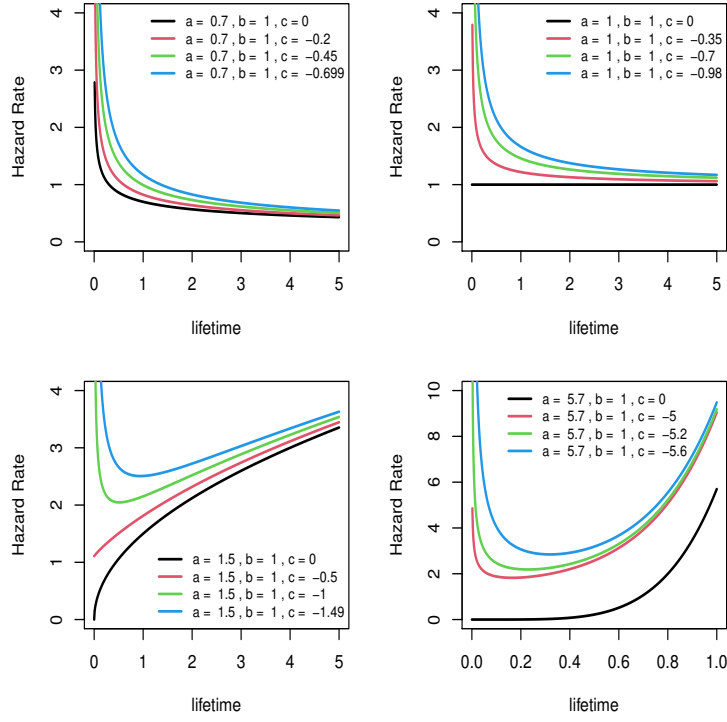 a = 0.7 , b = 1 , c = 0
a = 0.7 , b = 1 , c = −0.2
a = 0.7 , b = 1 , c = −0.45
a = 0.7 , b = 1 , c = −0.699
Hazard Rate
0 1 2 3 4
0 1 2 3 4 5
lifetime
a = 1 , b = 1 , c = 0
a = 1 , b = 1 , c = −0.35
a = 1 , b = 1 , c = −0.7
a = 1 , b = 1 , c = −0.98
Hazard Rate
0 1 2 3 4
0 1 2 3 4 5
lifetime
a = 1.5 , b = 1 , c = 0
a = 1.5 , b = 1 , c = −0.5
a = 1.5 , b = 1 , c = −1
a = 1.5 , b = 1 , c = −1.49
Hazard Rate
0 1 2 3 4
0 1 2 3 4 5
lifetime
a = 5.7 , b = 1 , c = 0
a = 5.7 , b = 1 , c = −5
a = 5.7 , b = 1 , c = −5.2
a = 5.7 , b = 1 , c = −5.6
Hazard Rate
0 2 4 6 8 10
0.0 0.2 0.4 0.6 0.8 1.0
lifetime